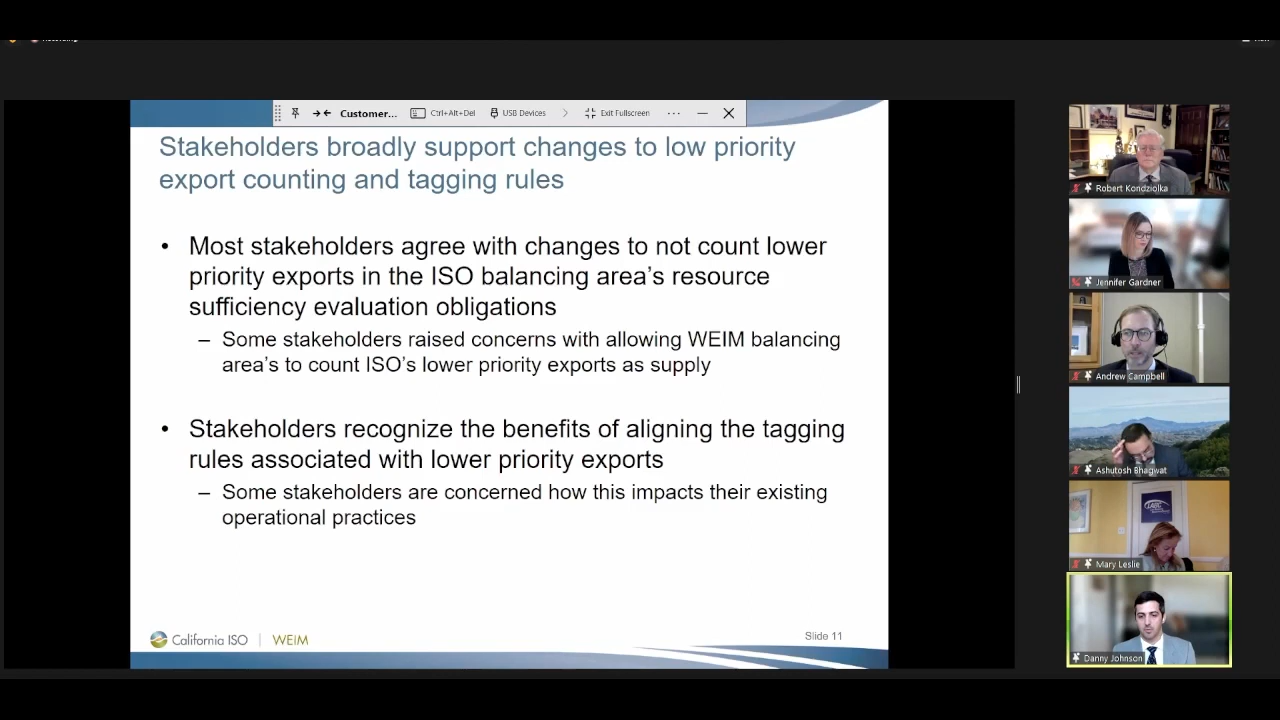 Customer...
Ctrl+Alt+Del
USB Devices
Exit Fullscreen
Stakeholders broadly support changes to low priority
export counting and tagging rules
• Most stakeholders agree with changes to not count lower
priority exports in the ISO balancing area’s resource
sufficiency evaluation obligations
– Some stakeholders raised concerns with allowing WEIM balancing
area’s to count ISO’s lower priority exports as supply
• Stakeholders recognize the benefits of aligning the tagging
rules associated with lower priority exports
– Some stakeholders are concerned how this impacts their existing
operational practices
California ISO | WEIM
Slide 11
Robert Kondziolka
Jennifer Gardner
Andrew Campbell
Ashutosh Bhagwat
Mary Leslie
Danny Johnson